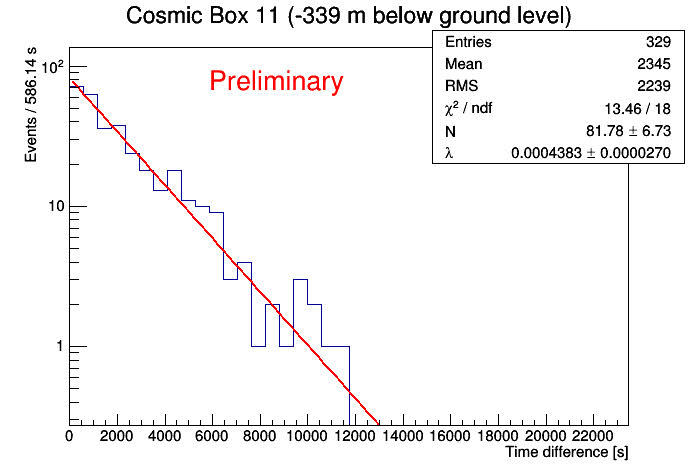 Cosmic Box 11 (-339 m below ground level)
Entries 329
Mean 2345
RMS 2239
χ² / ndf 13.46 / 18
N 81.78 ± 6.73
λ 0.0004383 ± 0.0000270
Preliminary
Events / 586.14 s
10²
10
1
0 2000 4000 6000 8000 10000 12000 14000 16000 18000 20000 22000
Time difference [s]